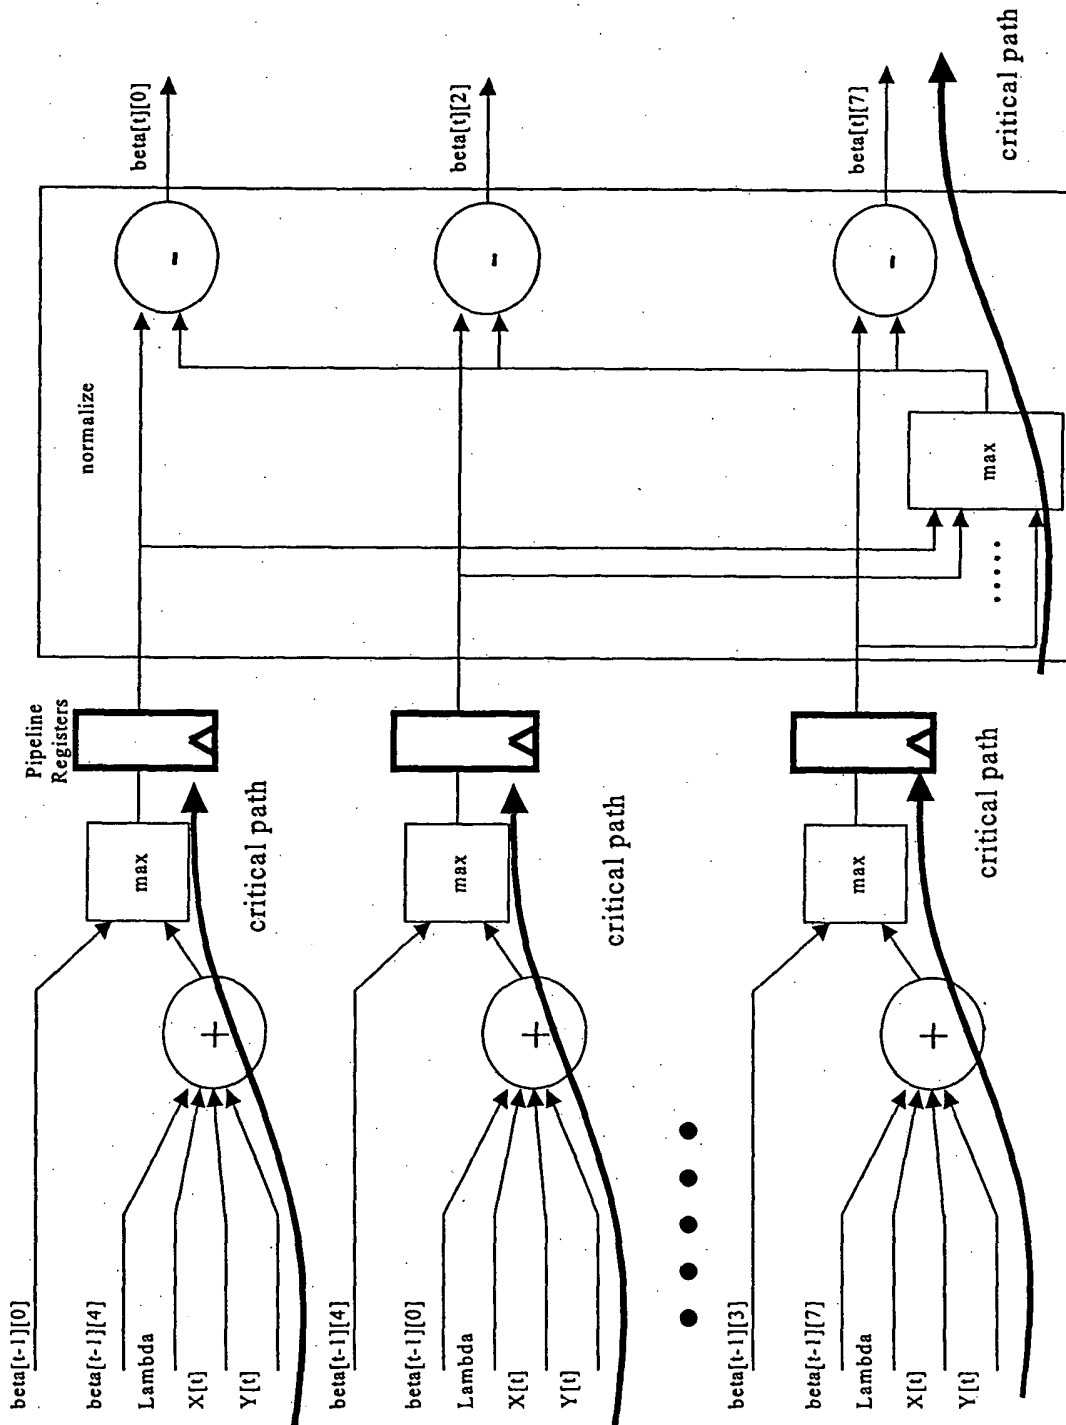 beta[t-1][0]
beta[t-1][4]
Lambda
X[t]
Y[t]
+
max
critical path
Pipeline
Registers
normalize
-
beta[t][0]
beta[t-1][4]
beta[t-1][0]
Lambda
X[t]
Y[t]
+
max
critical path
-
beta[t][2]
beta[t-1][3]
beta[t-1][7]
Lambda
X[t]
Y[t]
+
max
critical path
max
-
beta[t][7]
critical path